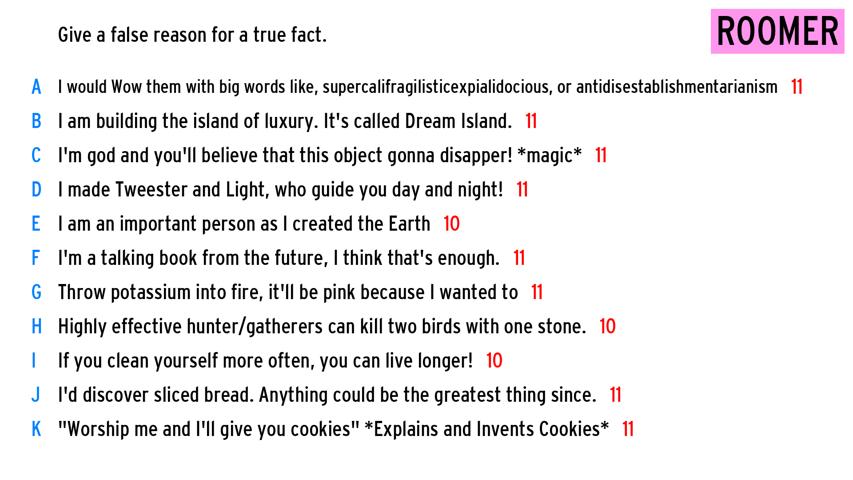 Give a false reason for a true fact.
ROOMER
A I would Wow them with big words like, supercalifragilisticexpialidocious, or antidisestablishmentarianism 11
B I am building the island of luxury. It's called Dream Island. 11
C I'm god and you'll believe that this object gonna disapper! *magic* 11
D I made Tweester and Light, who guide you day and night! 11
E I am an important person as I created the Earth 10
F I'm a talking book from the future, I think that's enough. 11
G Throw potassium into fire, it'll be pink because I wanted to 11
H Highly effective hunter/gatherers can kill two birds with one stone. 10
I If you clean yourself more often, you can live longer! 10
J I'd discover sliced bread. Anything could be the greatest thing since. 11
K "Worship me and I'll give you cookies" *Explains and Invents Cookies* 11